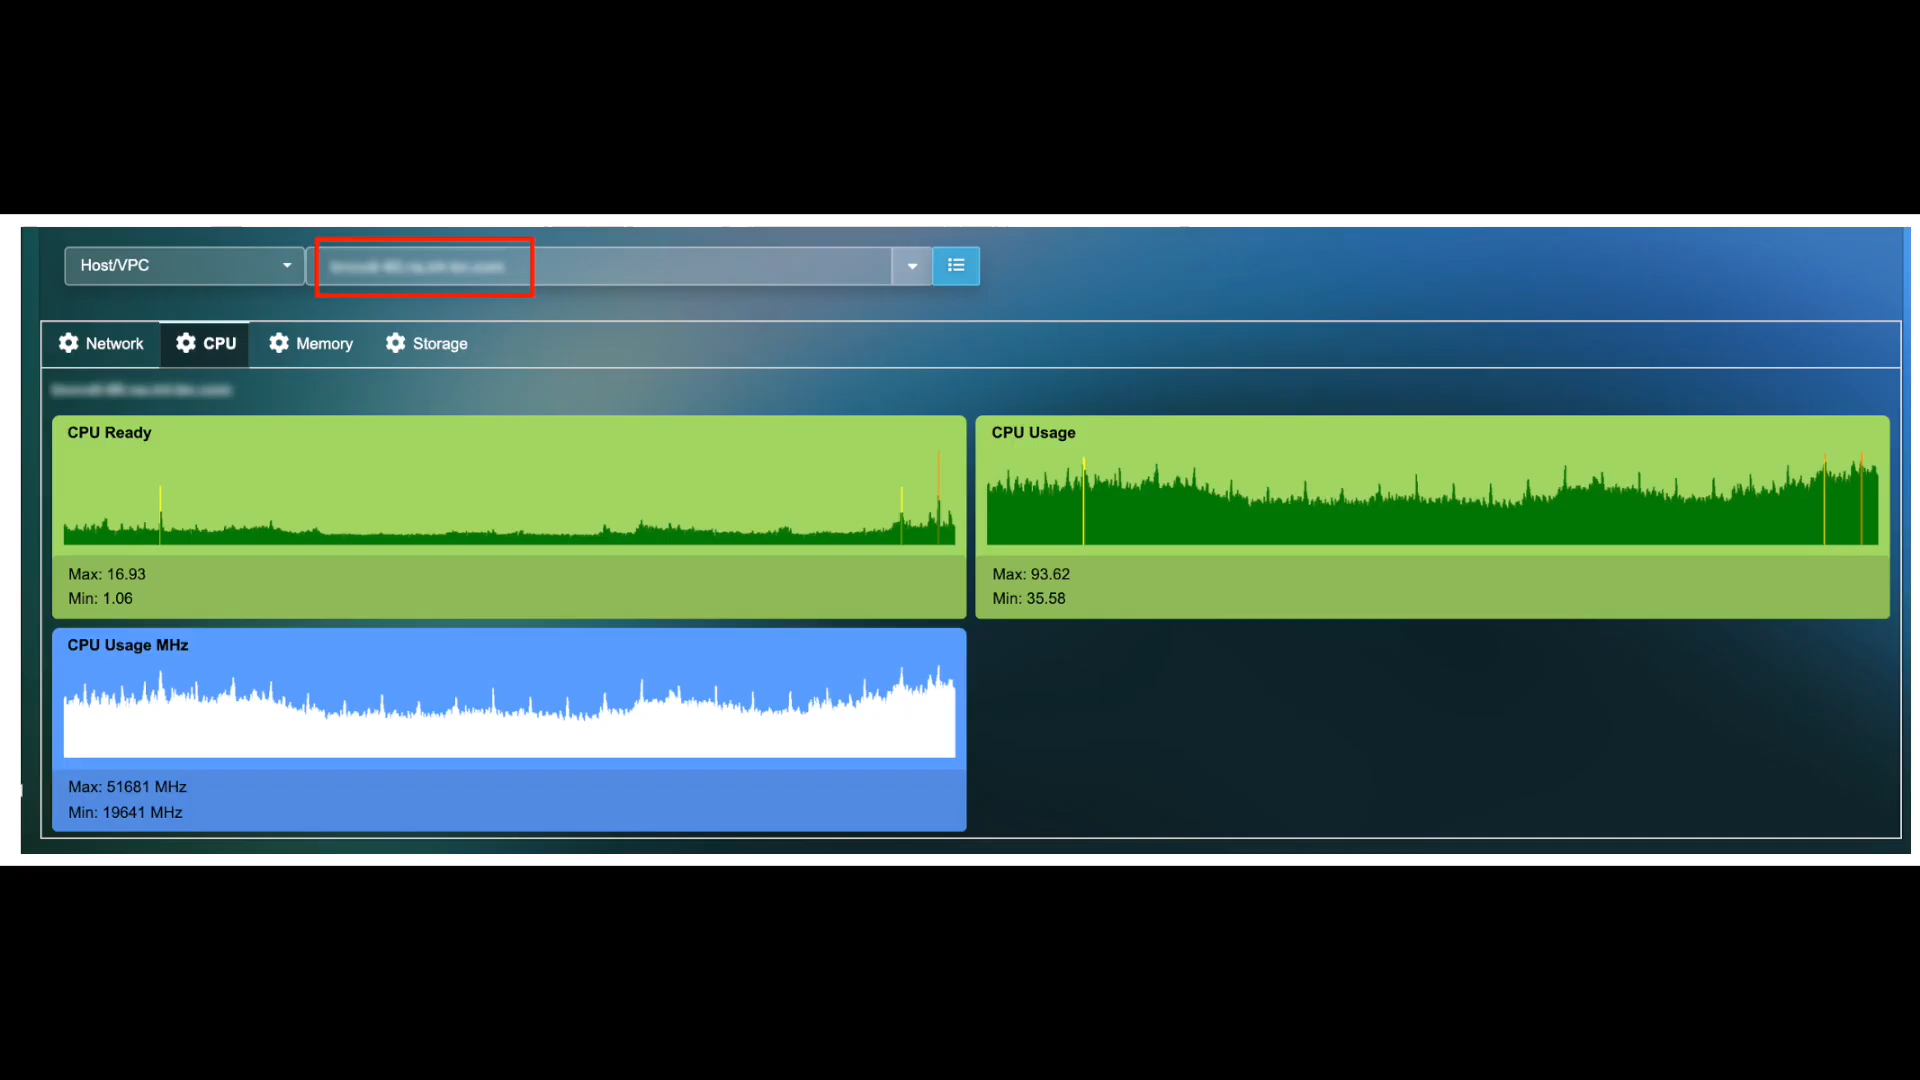 Host/VPC
Network CPU Memory Storage
CPU Ready
Max: 16.93
Min: 1.06
CPU Usage
Max: 93.62
Min: 35.58
CPU Usage MHz
Max: 51681 MHz
Min: 19641 MHz